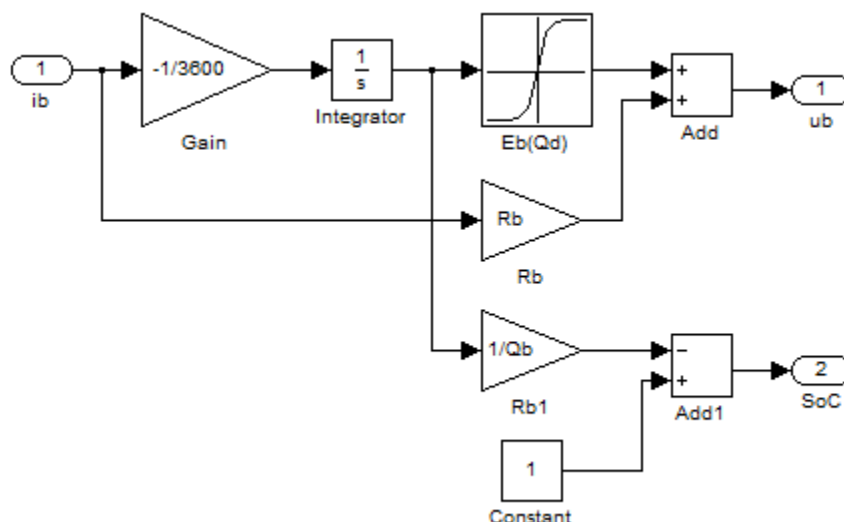 1
ib
-1/3600
Gain
1
s
Integrator
Eb(Qd)
+
+
Add
1
ub
Rb
Rb
1/Qb
Rb1
−
+
Add1
2
SoC
1
Constant